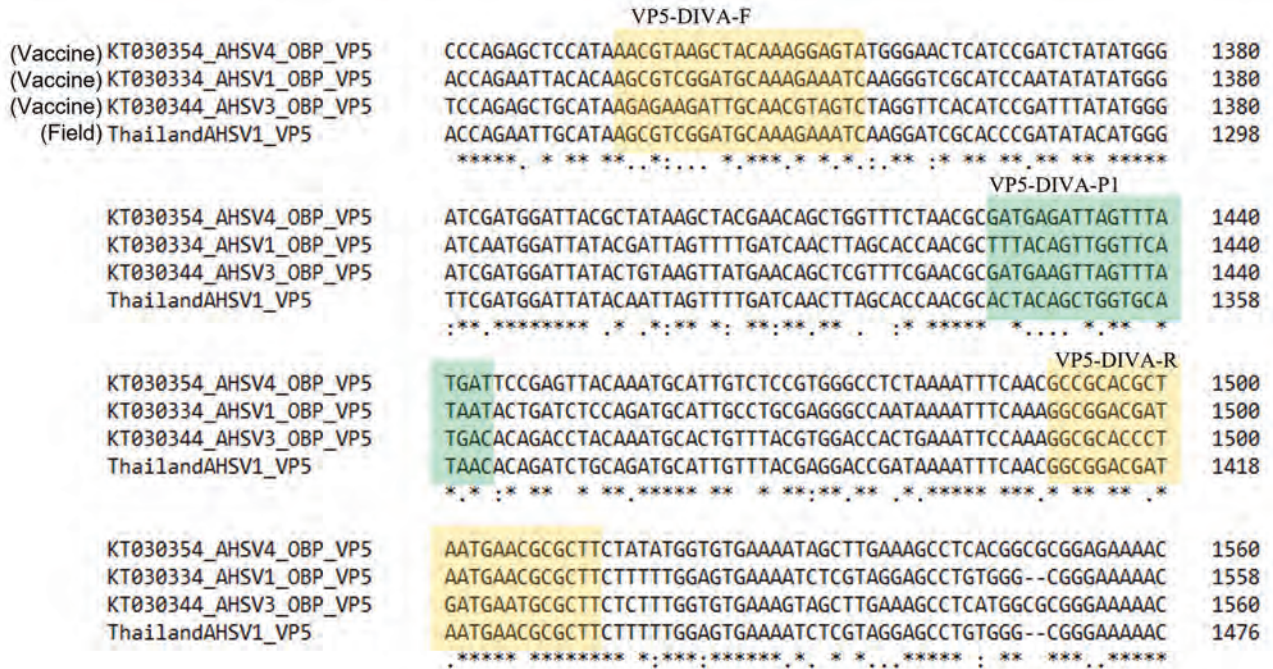 VP5-DIVA-F
(Vaccine) KT030354_AHSV4_OBP_VP5 CCCAGAGCTCCATAAACGTAAGCTACAAAGGAGTATGGGAACTCATCCGATCTATATGGG 1380
(Vaccine) KT030334_AHSV1_OBP_VP5 ACCAGAATTACACAAGCGTCGGATGCAAAGAAATCAAGGGTCGCATCCAATATATATGGG 1380
(Vaccine) KT030344_AHSV3_OBP_VP5 TCCAGAGCTGCATAAGAGAAGATTGCAACGTAGTCTAGGTTCACATCCGATTTATATGGG 1380
(Field) ThailandAHSV1_VP5 ACCAGAATTGCATAAGCGTCGGATGCAAAGAAATCAAGGATCGCACCCGATATACATGGG 1298
*****. * ** **..*:... *.***.* *.*.:.** :* ** **.** ** *****
VP5-DIVA-P1
KT030354_AHSV4_OBP_VP5 ATCGATGGATTACGCTATAAGCTACGAACAGCTGGTTTCTAACGCGATGAGATTAGTTTA 1440
KT030334_AHSV1_OBP_VP5 ATCAATGGATTATACGATTAGTTTTGATCAACTTAGCACCAACGCTTTACAGTTGGTTCA 1440
KT030344_AHSV3_OBP_VP5 ATCGATGGATTATACTGTAAGTTATGAACAGCTCGTTTCGAACGCGATGAAGTTAGTTTA 1440
ThailandAHSV1_VP5 TTCGATGGATTATACAATTAGTTTTGATCAACTTAGCACCAACGCACTACAGCTGGTGCA 1358
:**.******** .* .*:** *: **:**.** . :* ***** *.... *.** *
VP5-DIVA-R
KT030354_AHSV4_OBP_VP5 TGATTCCGAGTTACAAATGCATTGTCTCCGTGGGCCTCTAAAATTTCAACGCCGCACGCT 1500
KT030334_AHSV1_OBP_VP5 TAATACTGATCTCCAGATGCATTGCCTGCGAGGGCCAATAAAATTTCAAAGGCGGACGAT 1500
KT030344_AHSV3_OBP_VP5 TGACACAGACCTACAAATGCACTGTTTACGTGGACCACTGAAATTCCAAAGGCGCACCCT 1500
ThailandAHSV1_VP5 TAACACAGATCTGCAGATGCATTGTTTACGAGGACCGATAAAATTTCAACGGCGGACGAT 1418
*.* :* ** * **.***** ** * **:**.** .*.***** ***.* ** ** .*
KT030354_AHSV4_OBP_VP5 AATGAACGCGCTTCTATATGGTGTGAAAATAGCTTGAAAGCCTCACGGCGCGGAGAAAAC 1560
KT030334_AHSV1_OBP_VP5 AATGAACGCGCTTCTTTTTGGAGTGAAAATCTCGTAGGAGCCTGTGGG--CGGGAAAAAC 1558
KT030344_AHSV3_OBP_VP5 GATGAATGCGCTTCTCTTTGGTGTGAAAGTAGCTTGAAAGCCTCATGGCGCGGGAAAAAC 1560
ThailandAHSV1_VP5 AATGAACGCGCTTCTTTTTGGAGTGAAAATCTCGTAGGAGCCTGTGGG--CGGGAAAAAC 1476
.***** ******** *:***:******.*. * *...***** : ** ***..*****